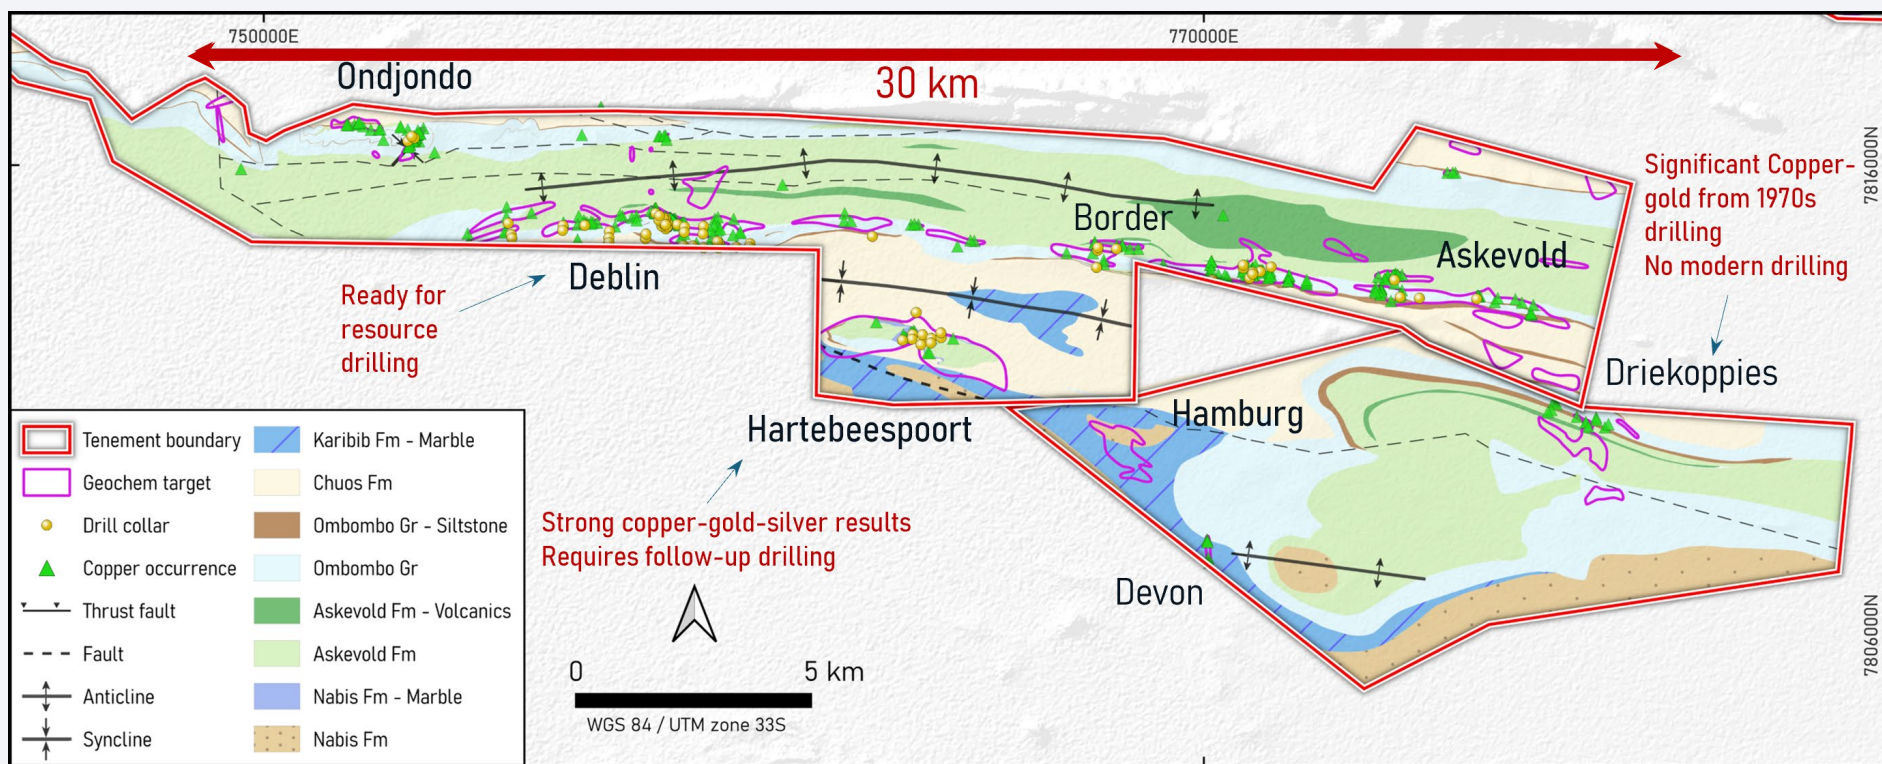 750000E
770000E
30 km
Ondjondo
7816000N
Border
Askevold
Significant Copper-
gold from 1970s
drilling
No modern drilling
Deblin
Ready for
resource
drilling
Driekoppies
Hamburg
Hartebeespoort
Strong copper-gold-silver results
Requires follow-up drilling
Devon
7806000N
Tenement boundary
Geochem target
Drill collar
Copper occurrence
Thrust fault
Fault
Anticline
Syncline
Karibib Fm - Marble
Chuos Fm
Ombombo Gr - Siltstone
Ombombo Gr
Askevold Fm - Volcanics
Askevold Fm
Nabis Fm - Marble
Nabis Fm
0 5 km
WGS 84 / UTM zone 33S